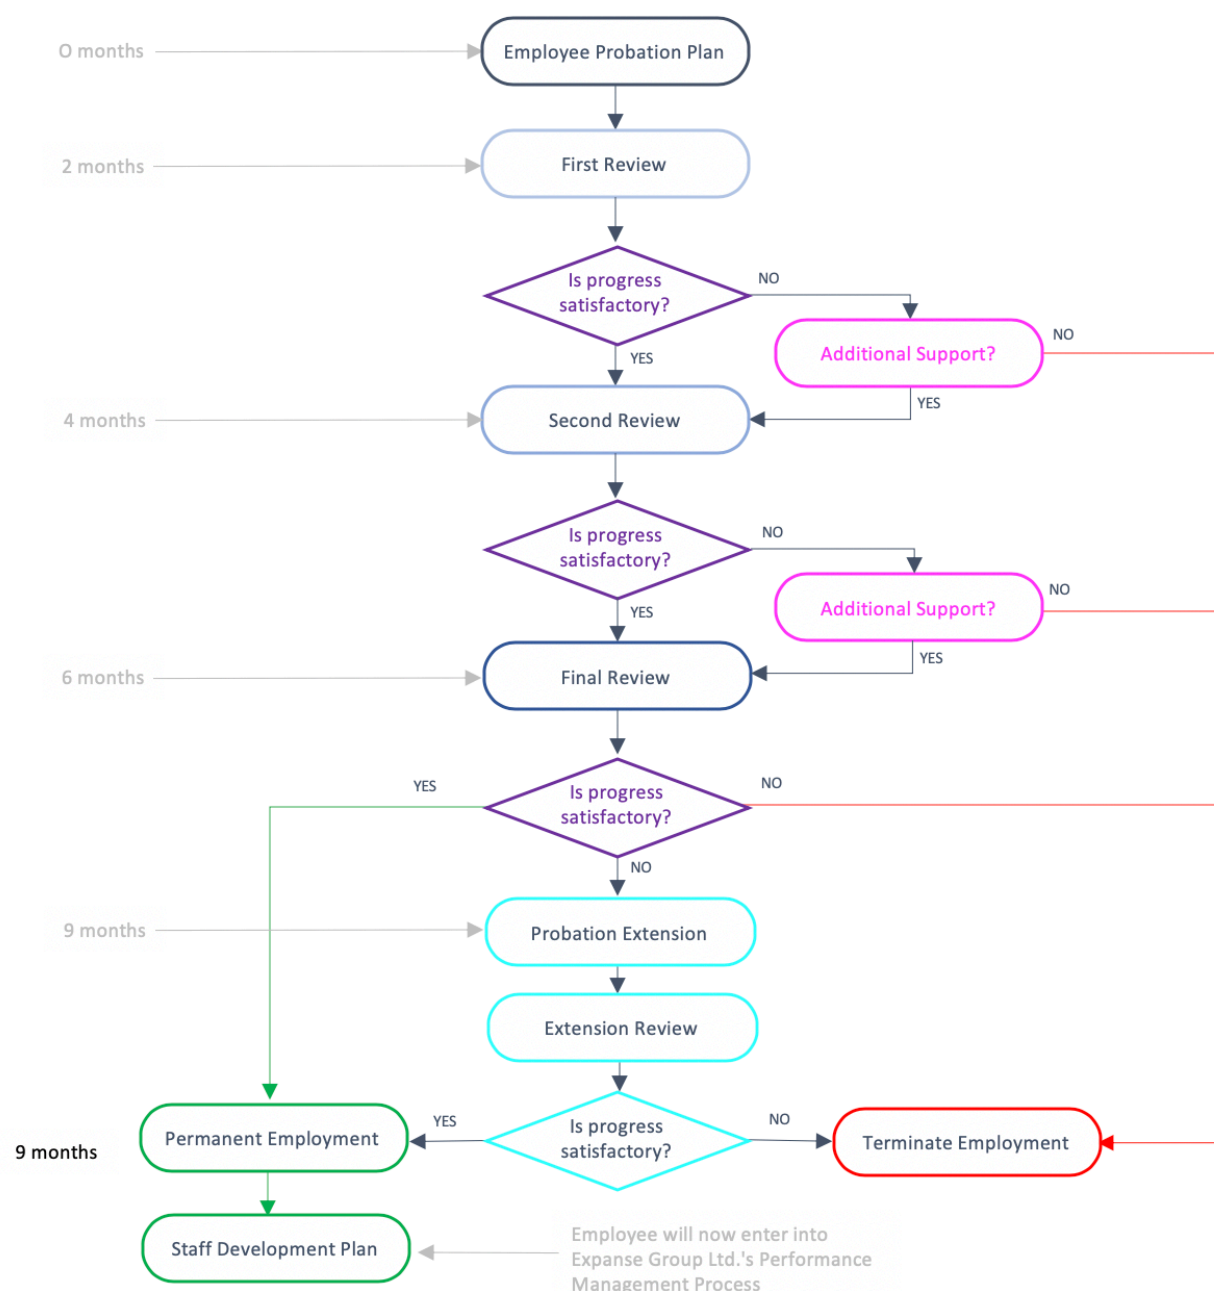 O months
Employee Probation Plan
2 months
First Review
Is progress
satisfactory?
NO
Additional Support?
NO
YES
YES
4 months
Second Review
Is progress
satisfactory?
NO
Additional Support?
NO
YES
YES
6 months
Final Review
YES
Is progress
satisfactory?
NO
NO
9 months
Probation Extension
Extension Review
9 months
Permanent Employment
YES
Is progress
satisfactory?
NO
Terminate Employment
Staff Development Plan
Employee will now enter into
Expanse Group Ltd.'s Performance
Management Process